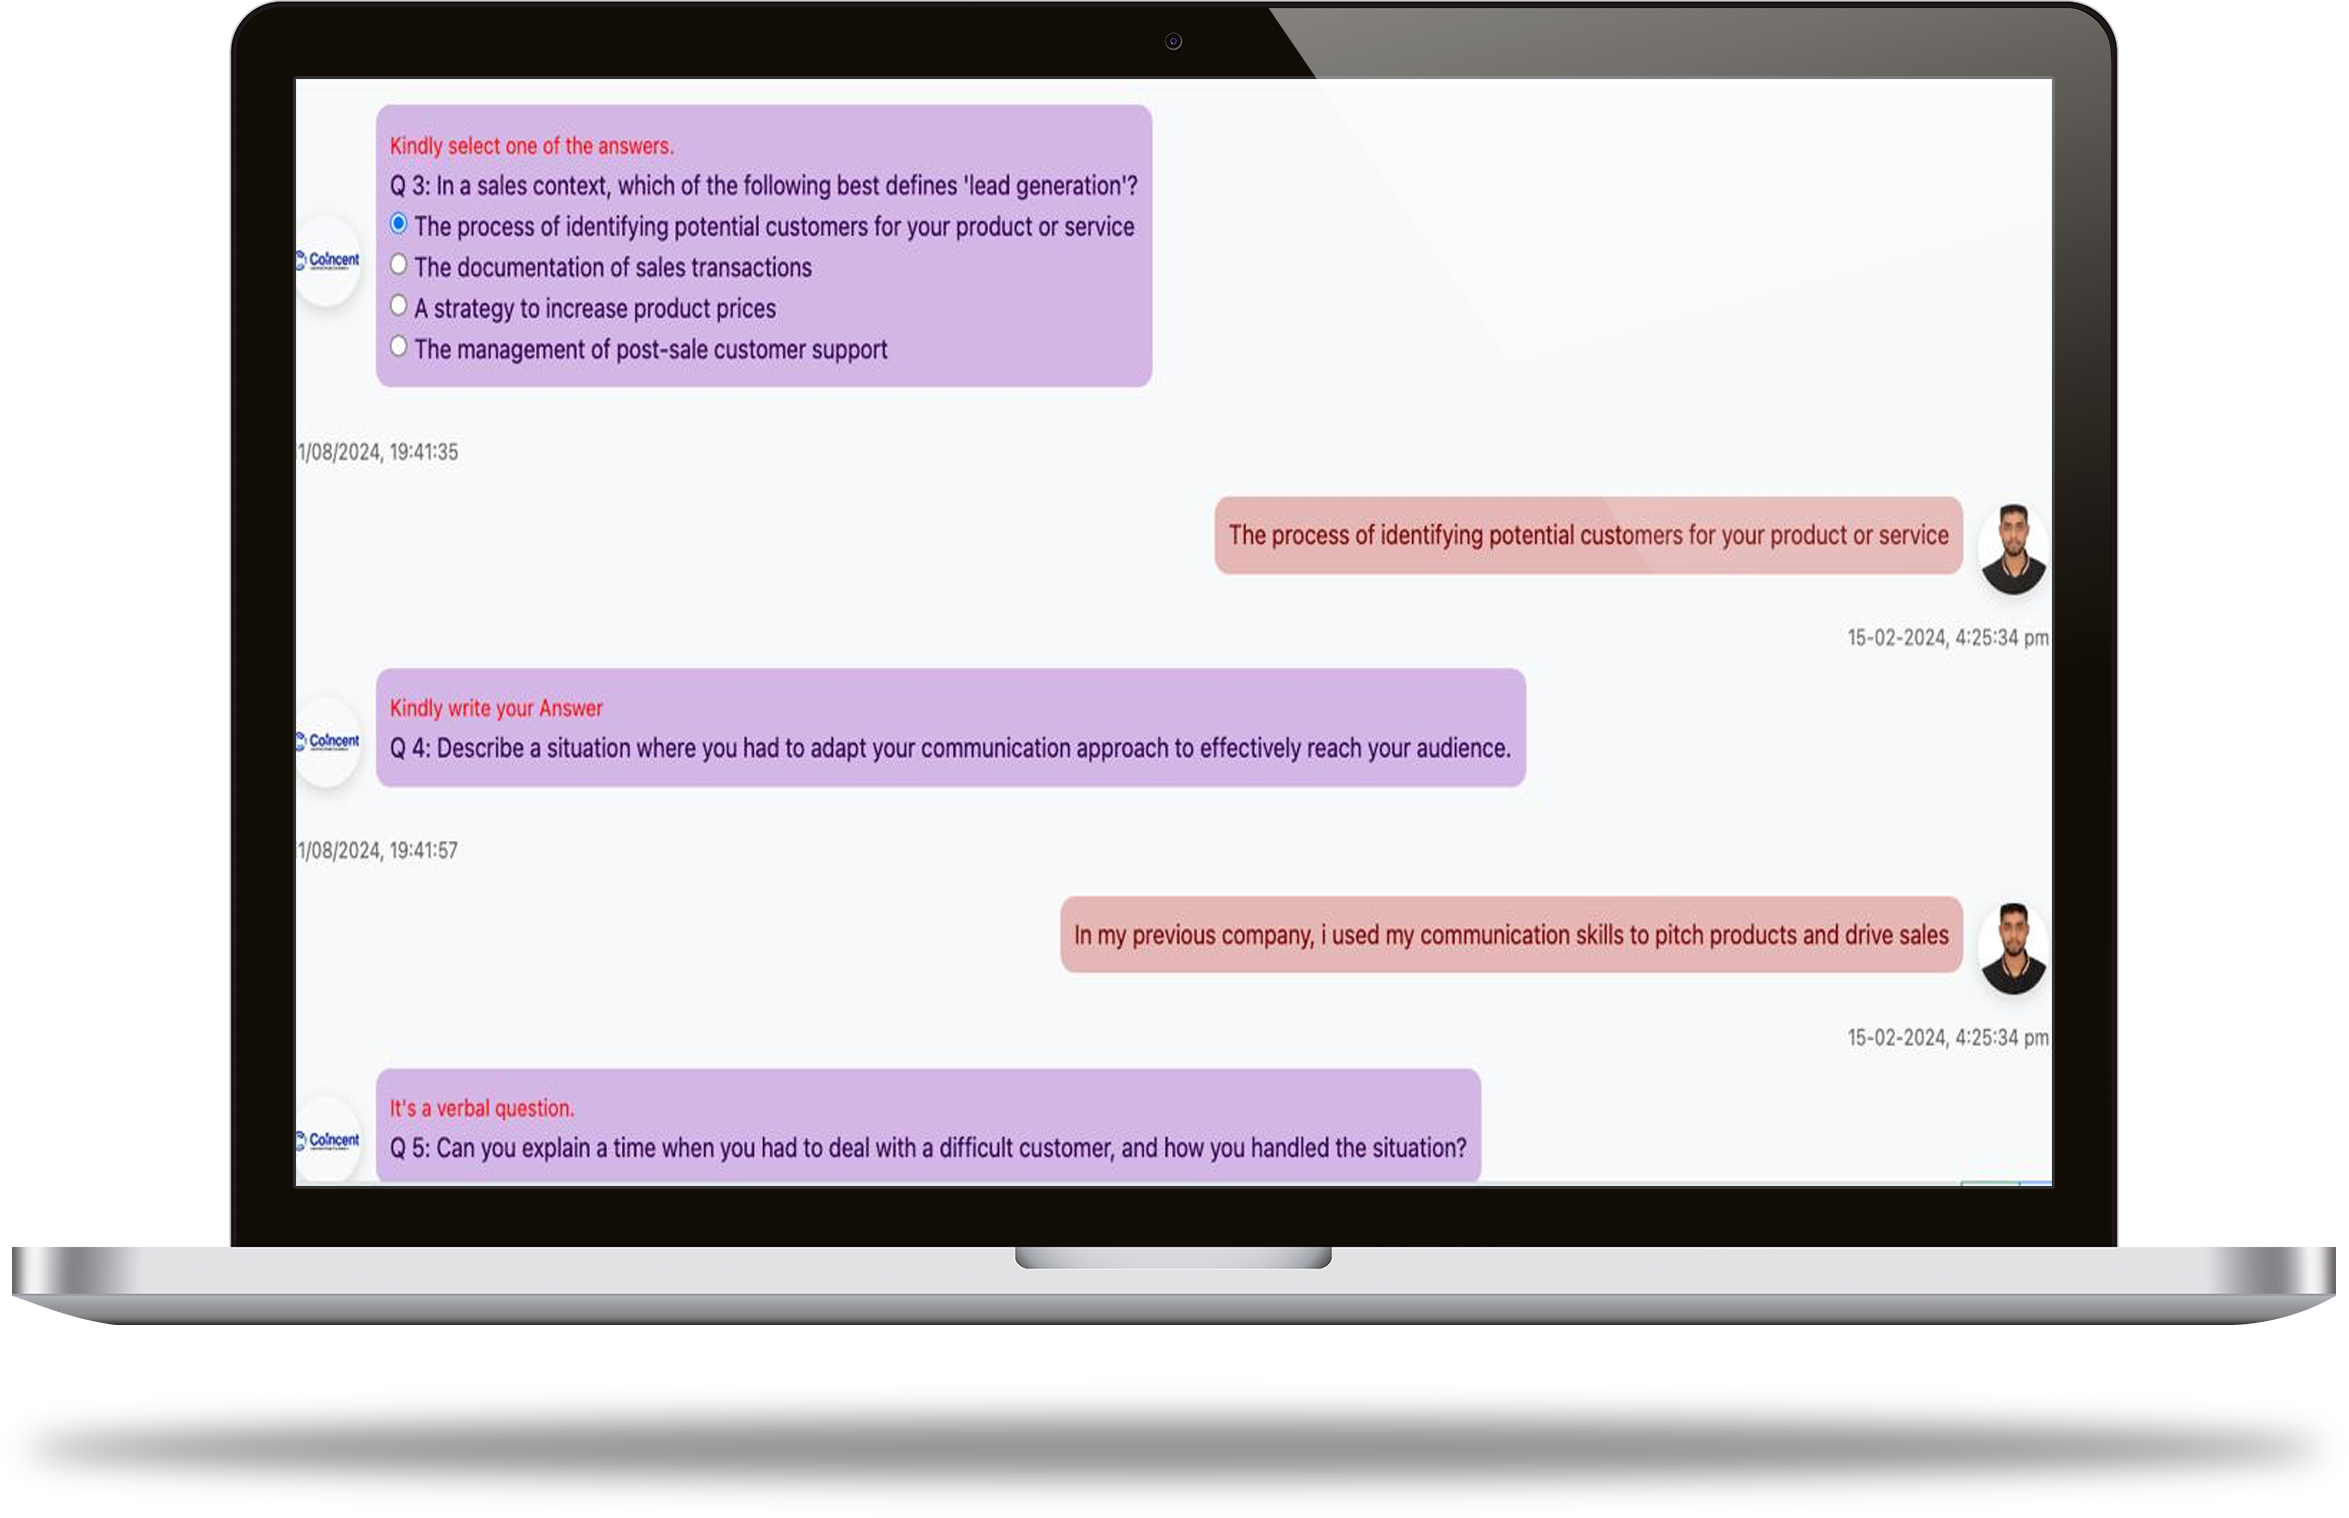 Kindly select one of the answers.
Q 3: In a sales context, which of the following best defines 'lead generation'?
The process of identifying potential customers for your product or service
The documentation of sales transactions
A strategy to increase product prices
The management of post-sale customer support
Coincent
1/08/2024, 19:41:35
The process of identifying potential customers for your product or service
15-02-2024, 4:25:34 pm
Kindly write your Answer
Q 4: Describe a situation where you had to adapt your communication approach to effectively reach your audience.
Coincent
1/08/2024, 19:41:57
In my previous company, i used my communication skills to pitch products and drive sales
15-02-2024, 4:25:34 pm
It's a verbal question.
Q 5: Can you explain a time when you had to deal with a difficult customer, and how you handled the situation?
Coincent